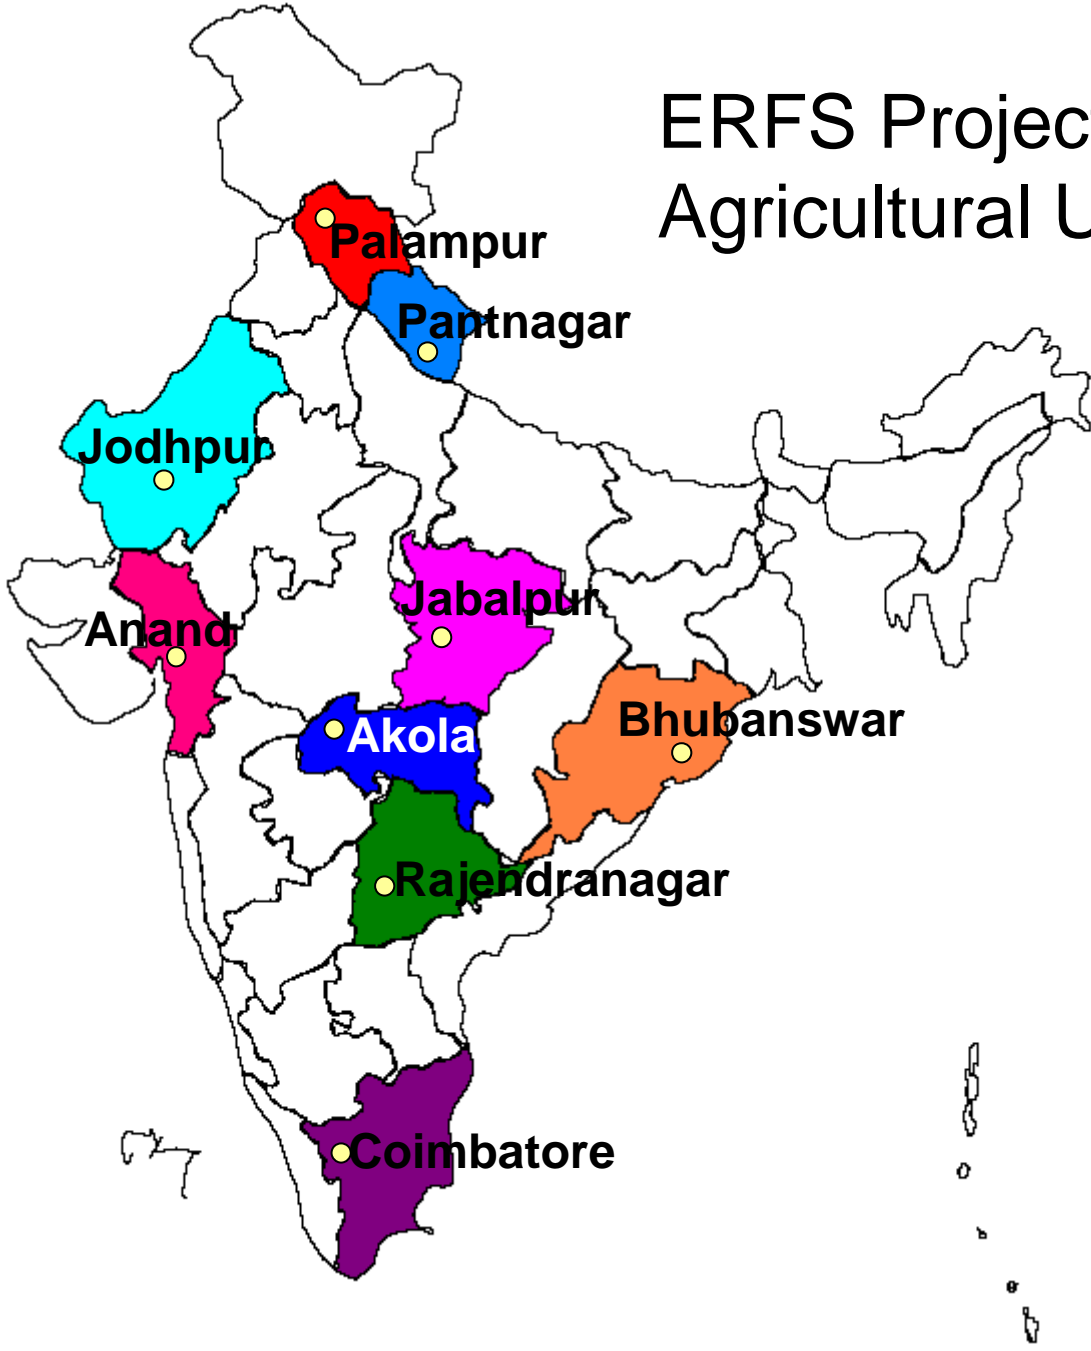 ERFS Projec
Agricultural U
Palampur
Pantnagar
Jodhpur
Jabalpur
Anand
Bhubanswar
Akola
Rajendranagar
Coimbatore